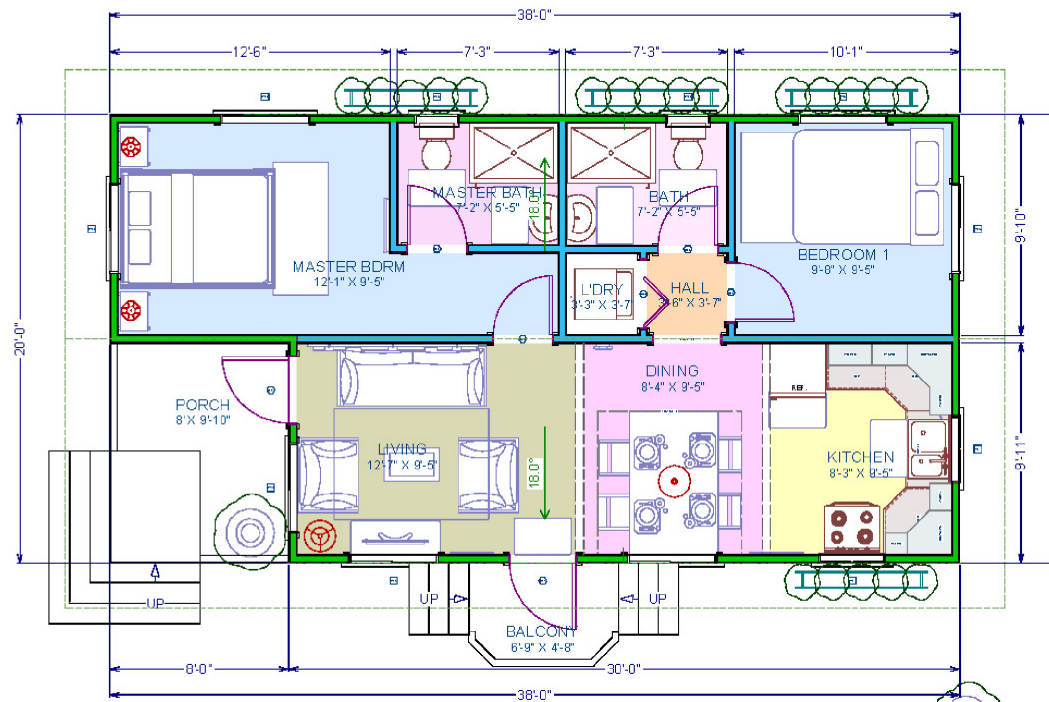 38'-0"
12'-6"
7'-3"
7'-3"
10'-1"
MASTER BATH
7'-2" X 5'-5"
18.0°
BATH
7'-2" X 5'-5"
MASTER BDRM
12'-1" X 9'-5"
BEDROOM 1
9'-8" X 9'-5"
9'-10"
L'DRY
3'-3" X 3'-7"
HALL
3'-6" X 3'-7"
20'-0"
PORCH
8' X 9'-10"
LIVING
12'-7" X 9'-5"
18.0°
DINING
8'-4" X 9'-5"
REF.
KITCHEN
8'-3" X 9'-5"
9'-11"
UP
UP
UP
BALCONY
6'-9" X 4'-8"
8'-0"
30'-0"
38'-0"